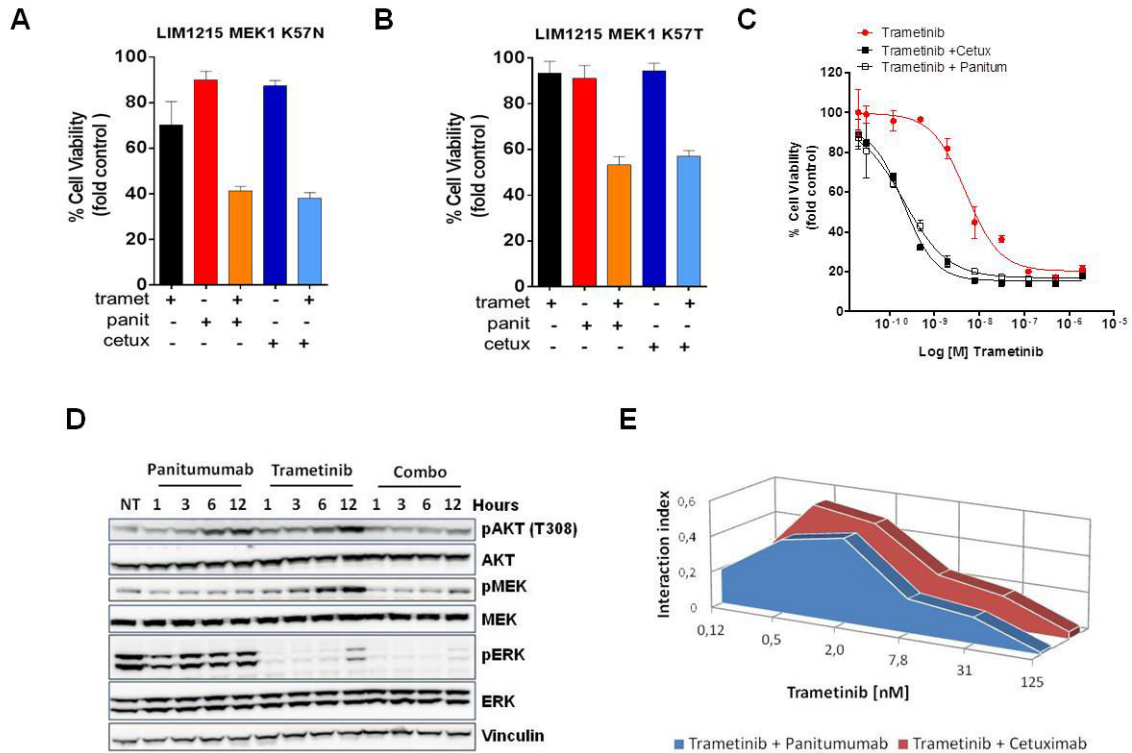 A
LIM1215 MEK1 K57N
% Cell Viability
(fold control )
100
80
60
40
20
0
tramet + - + - +
panit - + + - -
cetux - - - + +
B
LIM1215 MEK1 K57T
% Cell Viability
(fold control )
100
80
60
40
20
0
tramet + - + - +
panit - + + - -
cetux - - - + +
C
Trametinib
Trametinib +Cetux
Trametinib + Panitum
% Cell Viability
(fold control)
120
100
80
60
40
20
0
10⁻¹⁰ 10⁻⁹ 10⁻⁸ 10⁻⁷ 10⁻⁶ 10⁻⁵
Log [M] Trametinib
D
Panitumumab Trametinib Combo
NT 1 3 6 12 1 3 6 12 1 3 6 12 Hours
pAKT (T308)
AKT
pMEK
MEK
pERK
ERK
Vinculin
E
Interaction index
0,6
0,4
0,2
0
0,12 0,5 2,0 7,8 31 125
Trametinib [nM]
Trametinib + Panitumumab Trametinib + Cetuximab